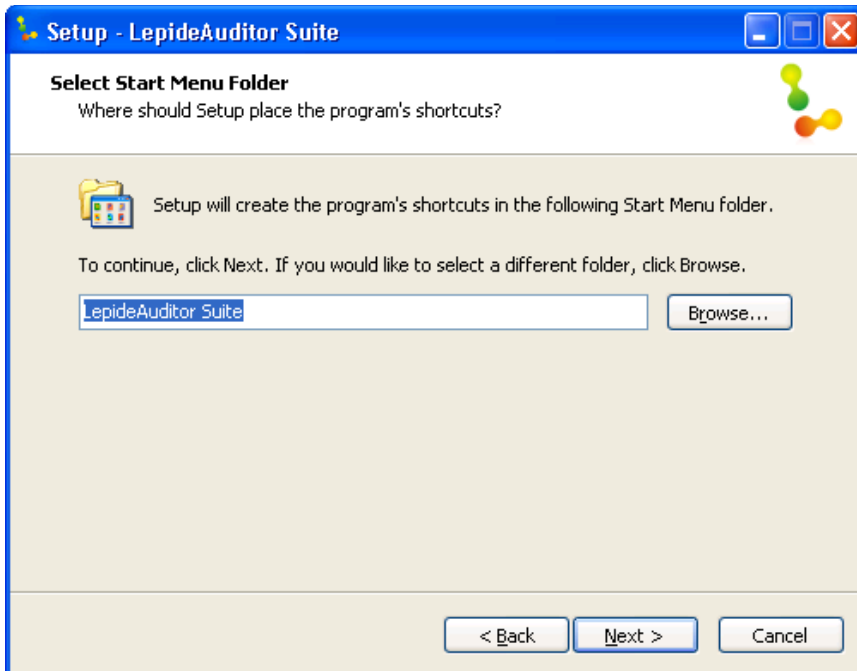 Setup - LepideAuditor Suite
Select Start Menu Folder
Where should Setup place the program's shortcuts?
Setup will create the program's shortcuts in the following Start Menu folder.
To continue, click Next. If you would like to select a different folder, click Browse.
LepideAuditor Suite
Browse...
< Back
Next >
Cancel